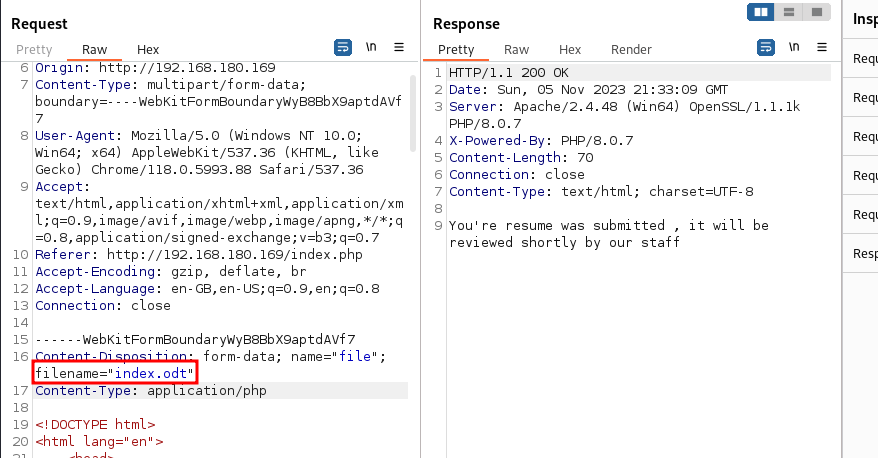 Request
Pretty Raw Hex
\n
6 Origin: http://192.168.180.169
7 Content-Type: multipart/form-data;
boundary=----WebKitFormBoundaryWyB8BbX9aptdAVf
7
8 User-Agent: Mozilla/5.0 (Windows NT 10.0;
Win64; x64) AppleWebKit/537.36 (KHTML, like
Gecko) Chrome/118.0.5993.88 Safari/537.36
9 Accept:
text/html,application/xhtml+xml,application/xm
l;q=0.9,image/avif,image/webp,image/apng,*/*;q
=0.8,application/signed-exchange;v=b3;q=0.7
10 Referer: http://192.168.180.169/index.php
11 Accept-Encoding: gzip, deflate, br
12 Accept-Language: en-GB,en-US;q=0.9,en;q=0.8
13 Connection: close
14
15 ------WebKitFormBoundaryWyB8BbX9aptdAVf7
16 Content-Disposition: form-data; name="file";
filename="index.odt"
17 Content-Type: application/php
18
19 <!DOCTYPE html>
20 <html lang="en">
21 <head>
Response
Pretty Raw Hex Render
\n
1 HTTP/1.1 200 OK
2 Date: Sun, 05 Nov 2023 21:33:09 GMT
3 Server: Apache/2.4.48 (Win64) OpenSSL/1.1.1k
PHP/8.0.7
4 X-Powered-By: PHP/8.0.7
5 Content-Length: 70
6 Connection: close
7 Content-Type: text/html; charset=UTF-8
8
9 You're resume was submitted , it will be
reviewed shortly by our staff
Insp
Requ
Requ
Requ
Requ
Requ
Resp